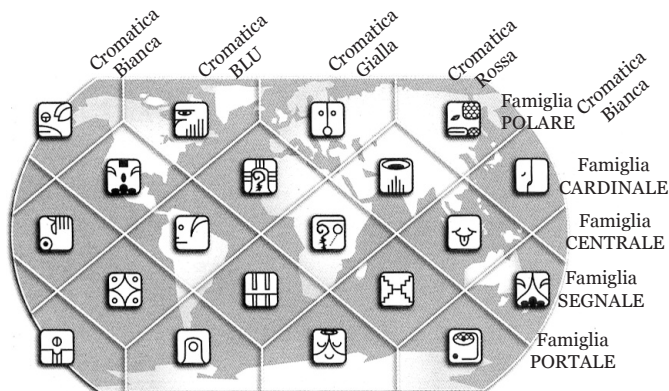 Cromatica
Bianca
Cromatica
BLU
Cromatica
Gialla
Cromatica
Rossa
Cromatica
Bianca
Famiglia
POLARE
Famiglia
CARDINALE
Famiglia
CENTRALE
Famiglia
SEGNALE
Famiglia
PORTALE